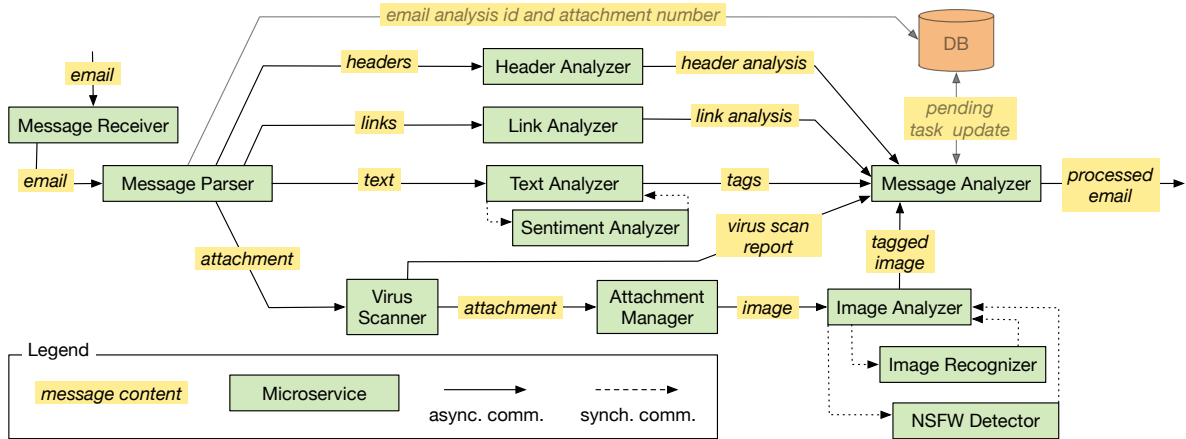 email analysis id and attachment number
DB
email
headers
Header Analyzer
header analysis
Message Receiver
links
Link Analyzer
link analysis
pending
task update
email
Message Parser
text
Text Analyzer
tags
Message Analyzer
processed
email
Sentiment Analyzer
virus scan
report
attachment
tagged
image
Virus
Scanner
attachment
Attachment
Manager
image
Image Analyzer
Image Recognizer
NSFW Detector
Legend
message content
Microservice
async. comm.
synch. comm.